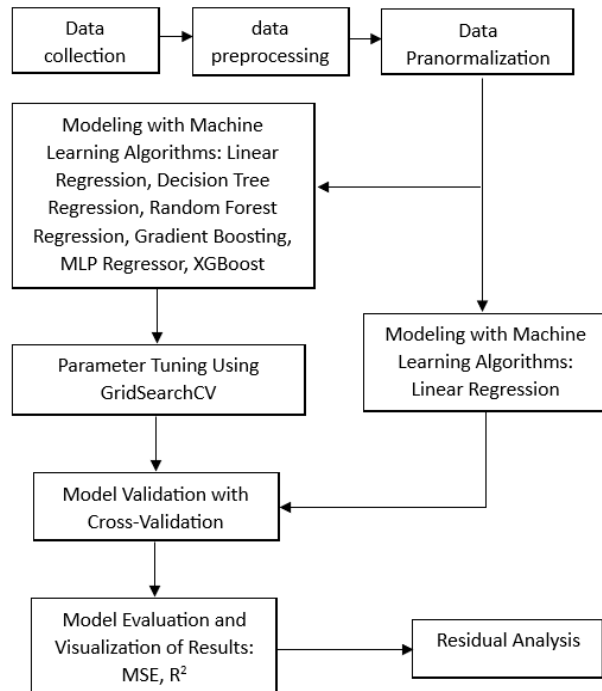 Data
collection
data
preprocessing
Data
Pranormalization
Modeling with Machine
Learning Algorithms: Linear
Regression, Decision Tree
Regression, Random Forest
Regression, Gradient Boosting,
MLP Regressor, XGBoost
Modeling with Machine
Learning Algorithms:
Linear Regression
Parameter Tuning Using
GridSearchCV
Model Validation with
Cross-Validation
Model Evaluation and
Visualization of Results:
MSE, R²
Residual Analysis